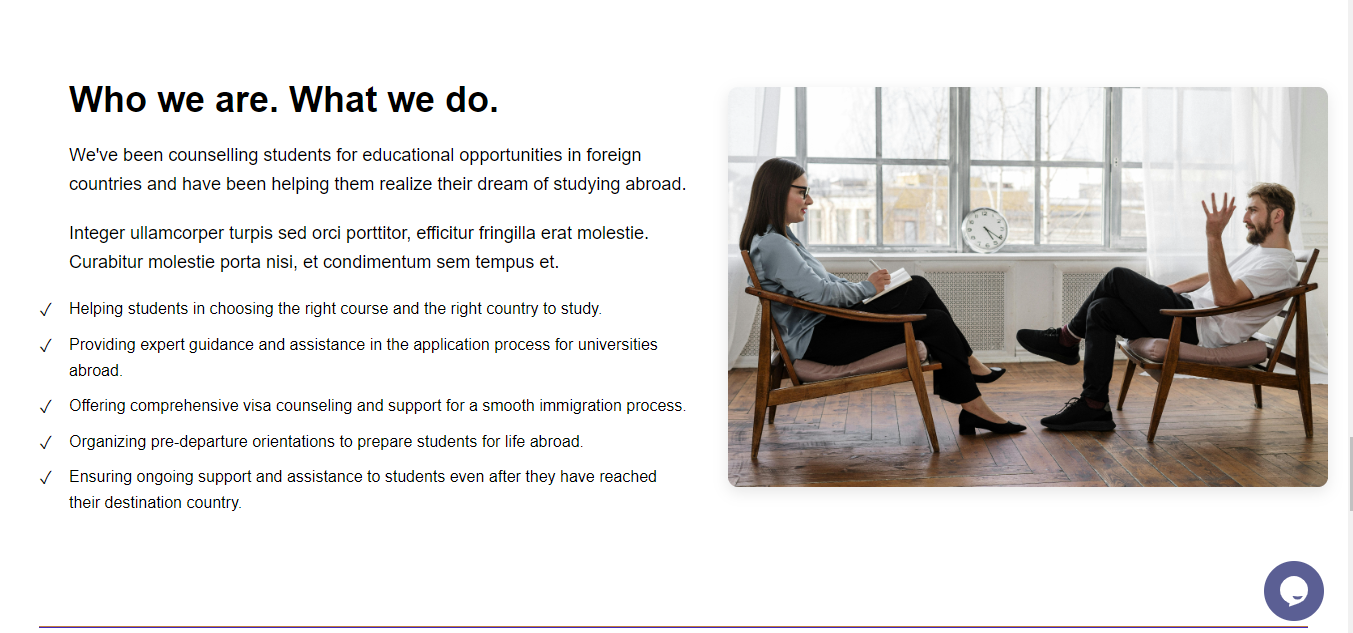 Who we are. What we do.
We've been counselling students for educational opportunities in foreign
countries and have been helping them realize their dream of studying abroad.
Integer ullamcorper turpis sed orci porttitor, efficitur fringilla erat molestie.
Curabitur molestie porta nisi, et condimentum sem tempus et.
✓ Helping students in choosing the right course and the right country to study.
✓ Providing expert guidance and assistance in the application process for universities
abroad.
✓ Offering comprehensive visa counseling and support for a smooth immigration process.
✓ Organizing pre-departure orientations to prepare students for life abroad.
✓ Ensuring ongoing support and assistance to students even after they have reached
their destination country.